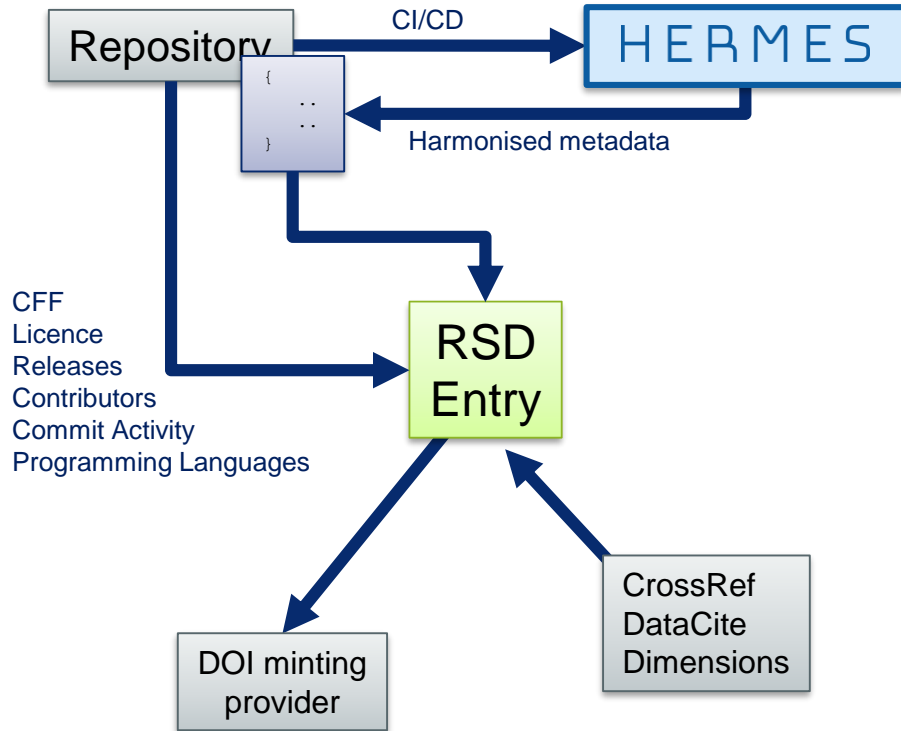 CI/CD
Repository
HERMES
{
..
..
}
Harmonised metadata
CFF
Licence
Releases
Contributors
Commit Activity
Programming Languages
RSD
Entry
CrossRef
DataCite
Dimensions
DOI minting
provider